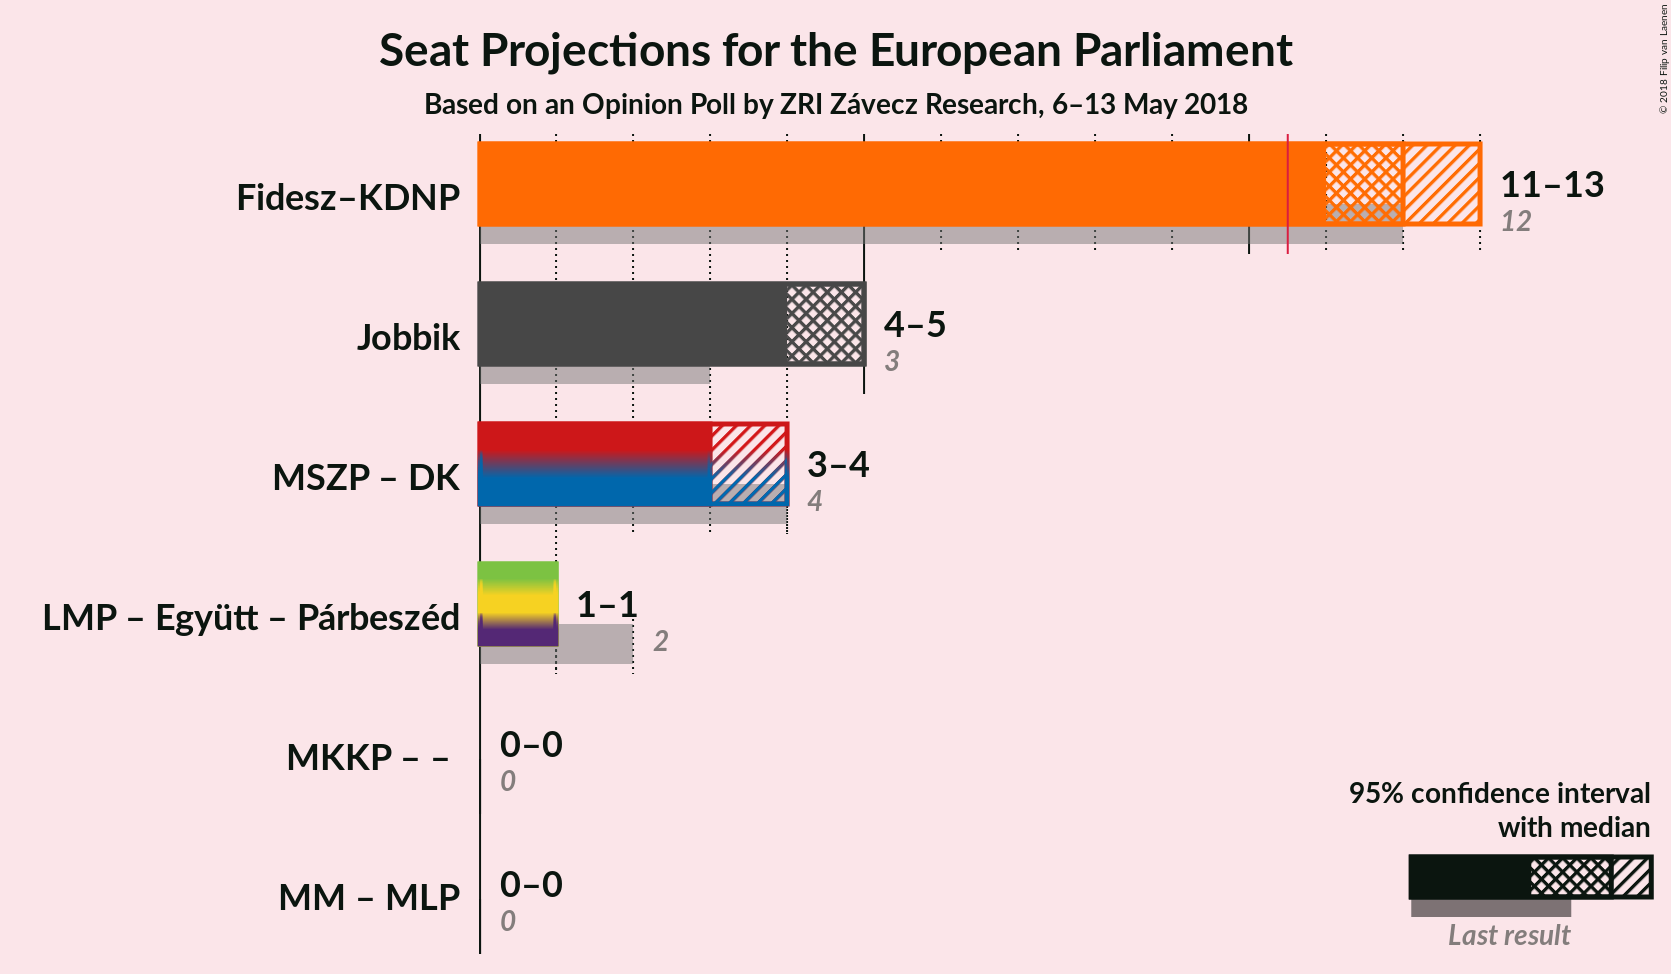 Seat Projections for the European Parliament
Based on an Opinion Poll by ZRI Závecz Research, 6–13 May 2018
© 2018 Filip van Laenen
Fidesz–KDNP
11–13
12
Jobbik
4–5
3
MSZP – DK
3–4
4
LMP – Együtt – Párbeszéd
1–1
2
MKKP – –
0–0
0
MM – MLP
0–0
0
95% confidence interval
with median
Last result